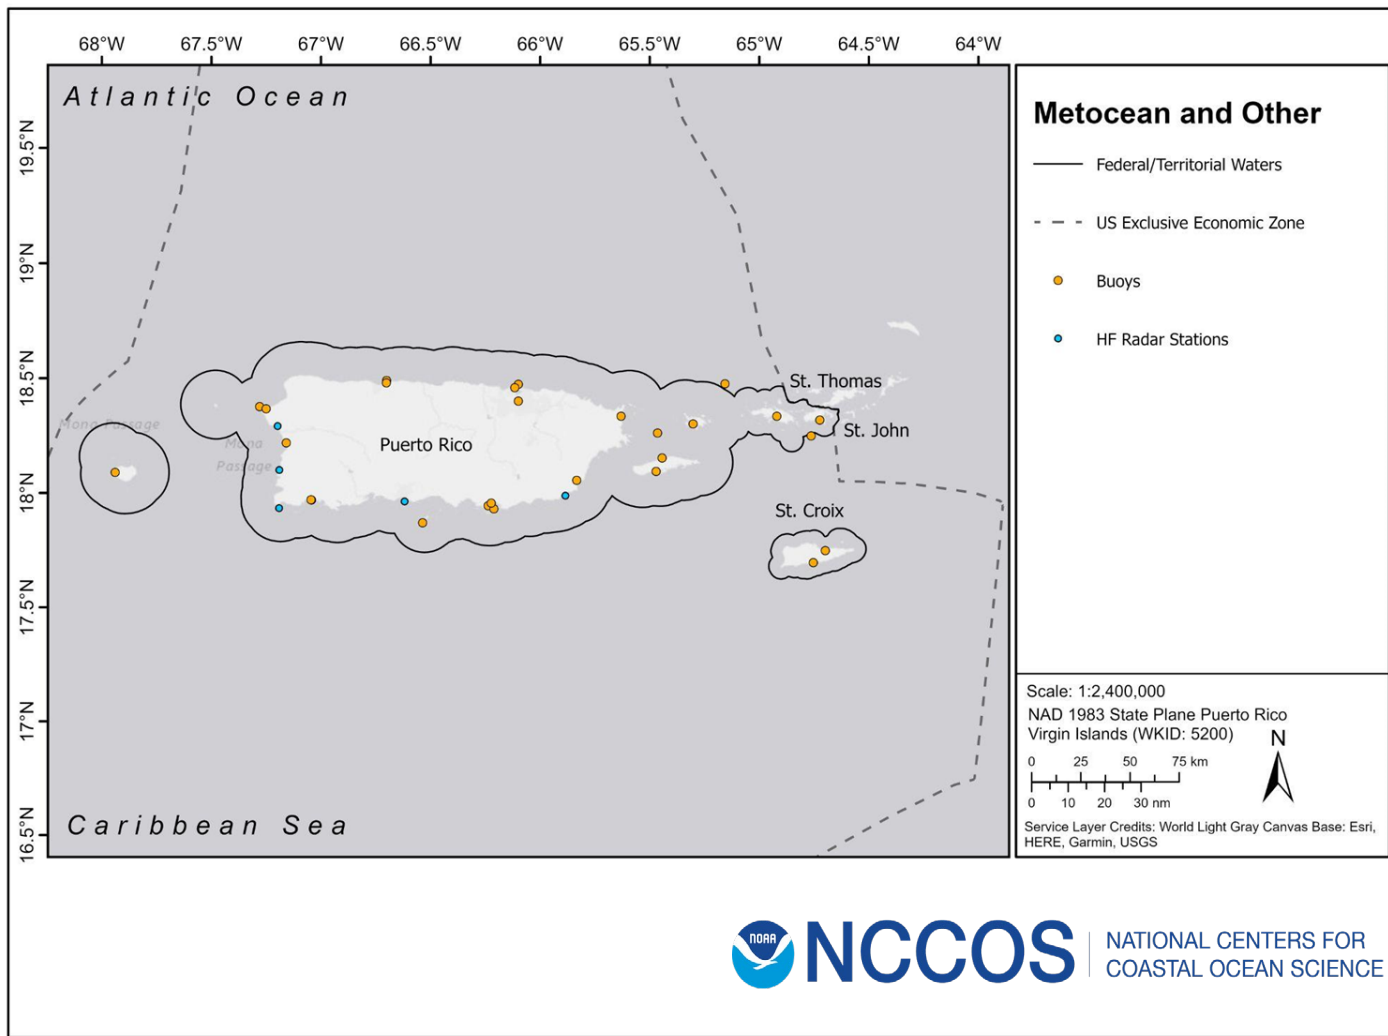 68°W 67.5°W 67°W 66.5°W 66°W 65.5°W 65°W 64.5°W 64°W
19.5°N
19°N
18.5°N
18°N
17.5°N
17°N
16.5°N
Atlantic Ocean
Mona Passage
Mona
Passage
Puerto Rico
St. Thomas
St. John
St. Croix
Caribbean Sea
Metocean and Other
Federal/Territorial Waters
US Exclusive Economic Zone
Buoys
HF Radar Stations
Scale: 1:2,400,000
NAD 1983 State Plane Puerto Rico
Virgin Islands (WKID: 5200)
N
0 25 50 75 km
0 10 20 30 nm
Service Layer Credits: World Light Gray Canvas Base: Esri,
HERE, Garmin, USGS
NOAA
NCCOS
NATIONAL CENTERS FOR
COASTAL OCEAN SCIENCE